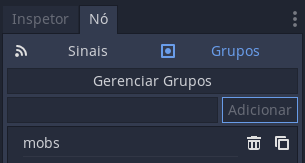 Inspetor Nó
Sinais Grupos
Gerenciar Grupos
Adicionar
mobs